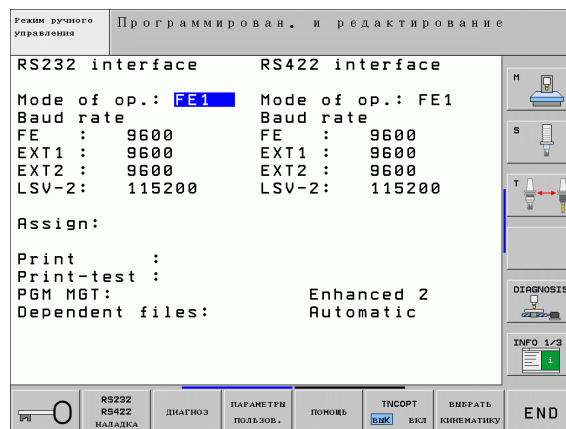 Режим ручного
управления
Программирован. и редактирование
RS232 interface RS422 interface
Mode of op.: FE1 Mode of op.: FE1
Baud rate Baud rate
FE : 9600 FE : 9600
EXT1 : 9600 EXT1 : 9600
EXT2 : 9600 EXT2 : 9600
LSV-2: 115200 LSV-2: 115200
Assign:
Print :
Print-test :
PGM MGT: Enhanced 2
Dependent files: Automatic
M
S
T
DIAGNOSIS
INFO 1/3
i
RS232
RS422
НАЛАДКА
ДИАГНОЗ
ПАРАМЕТРЫ
ПОЛЬЗОВ.
ПОМОЩЬ
TNCOPT
ВЫК ВКЛ
ВЫБРАТЬ
КИНЕМАТИКУ
END